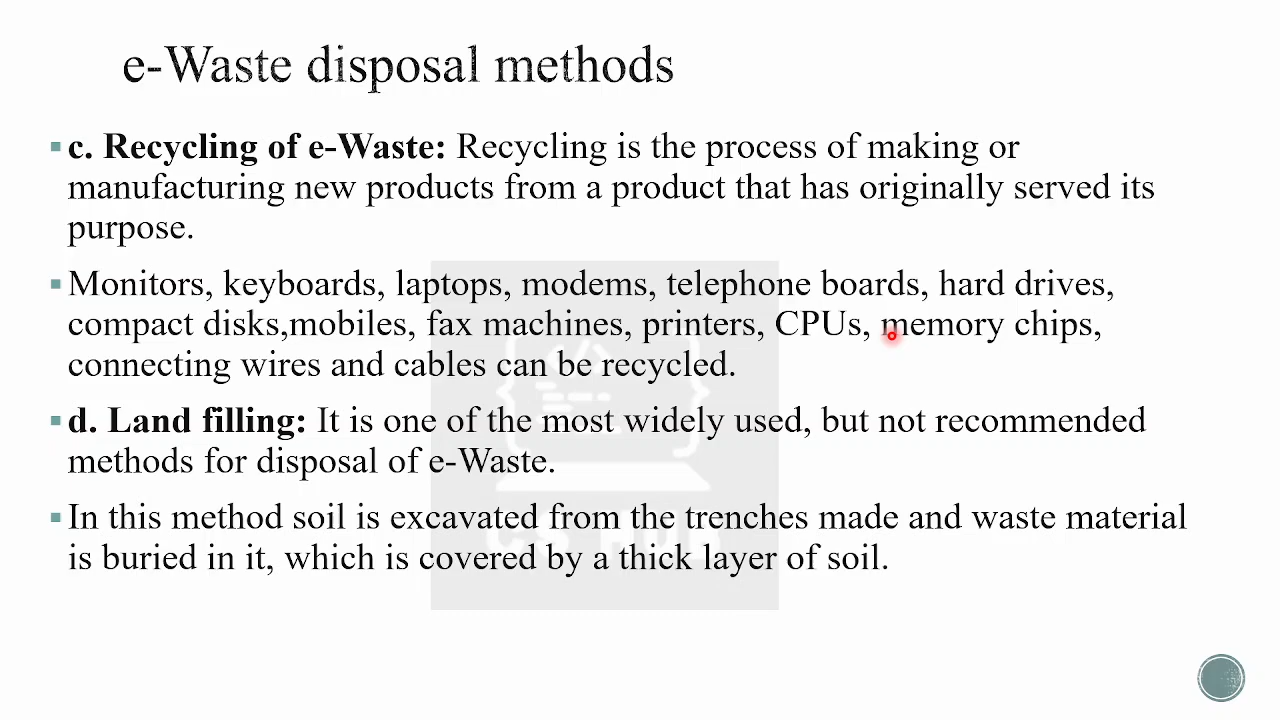 e-Waste disposal methods
c. Recycling of e-Waste: Recycling is the process of making or
manufacturing new products from a product that has originally served its
purpose.
Monitors, keyboards, laptops, modems, telephone boards, hard drives,
compact disks,mobiles, fax machines, printers, CPUs, memory chips,
connecting wires and cables can be recycled.
d. Land filling: It is one of the most widely used, but not recommended
methods for disposal of e-Waste.
In this method soil is excavated from the trenches made and waste material
is buried in it, which is covered by a thick layer of soil.